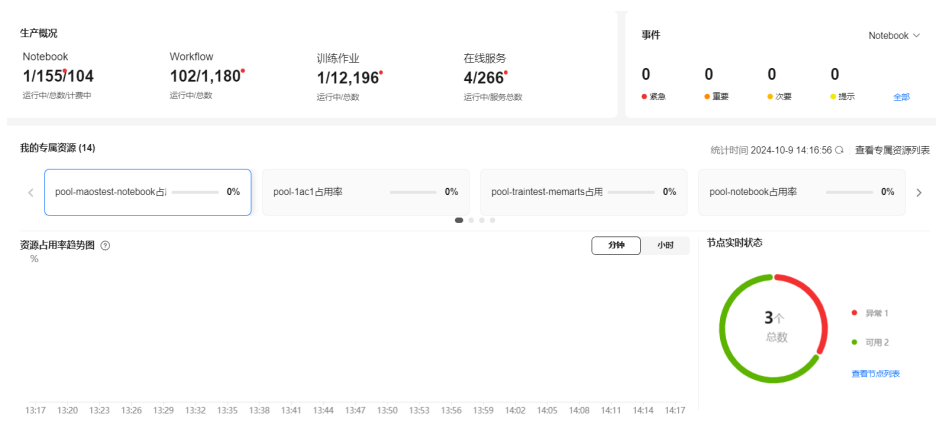 生产概况
Notebook
1/155/104
运行中/总数/计费中
Workflow
102/1,180
运行中/总数
训练作业
1/12,196
运行中/总数
在线服务
4/266
运行中/服务总数
事件
Notebook
0
紧急
0
重要
0
次要
0
提示
全部
我的专属资源 (14)
统计时间 2024-10-9 14:16:56
查看专属资源列表
pool-maostest-notebook占
0%
pool-1ac1占用率
0%
pool-traintest-memarts占用
0%
pool-notebook占用率
0%
资源占用率趋势图
分钟
小时
%
13:17 13:20 13:23 13:26 13:29 13:32 13:35 13:38 13:41 13:44 13:47 13:50 13:53 13:56 13:59 14:02 14:05 14:08 14:11 14:14 14:17
节点实时状态
3个
总数
异常 1
可用 2
查看节点列表